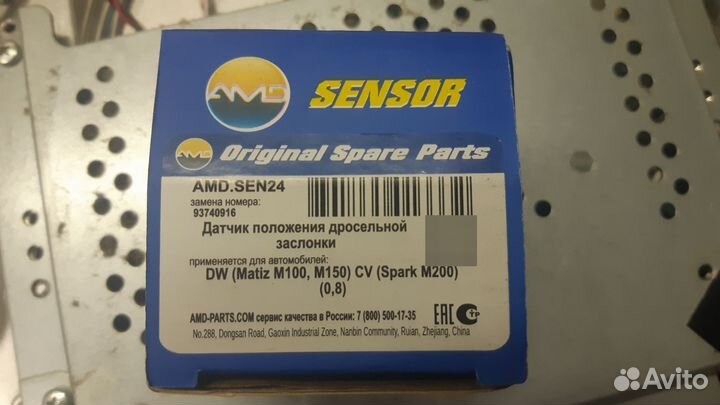 AMD
SENSOR
AMD
Original Spare Parts
AMD.SEN24
замена номера:
93740916
Датчик положения дросельной
заслонки
применяется для автомобилей:
DW (Matiz M100, M150) CV (Spark M200)
(0,8)
AMD-PARTS.COM сервис качества в России: 7 (800) 500-17-35
No.288, Dongsan Road, Gaoxin Industrial Zone, Nanbin Community, Ruian, Zhejiang, China
EAC
Avito